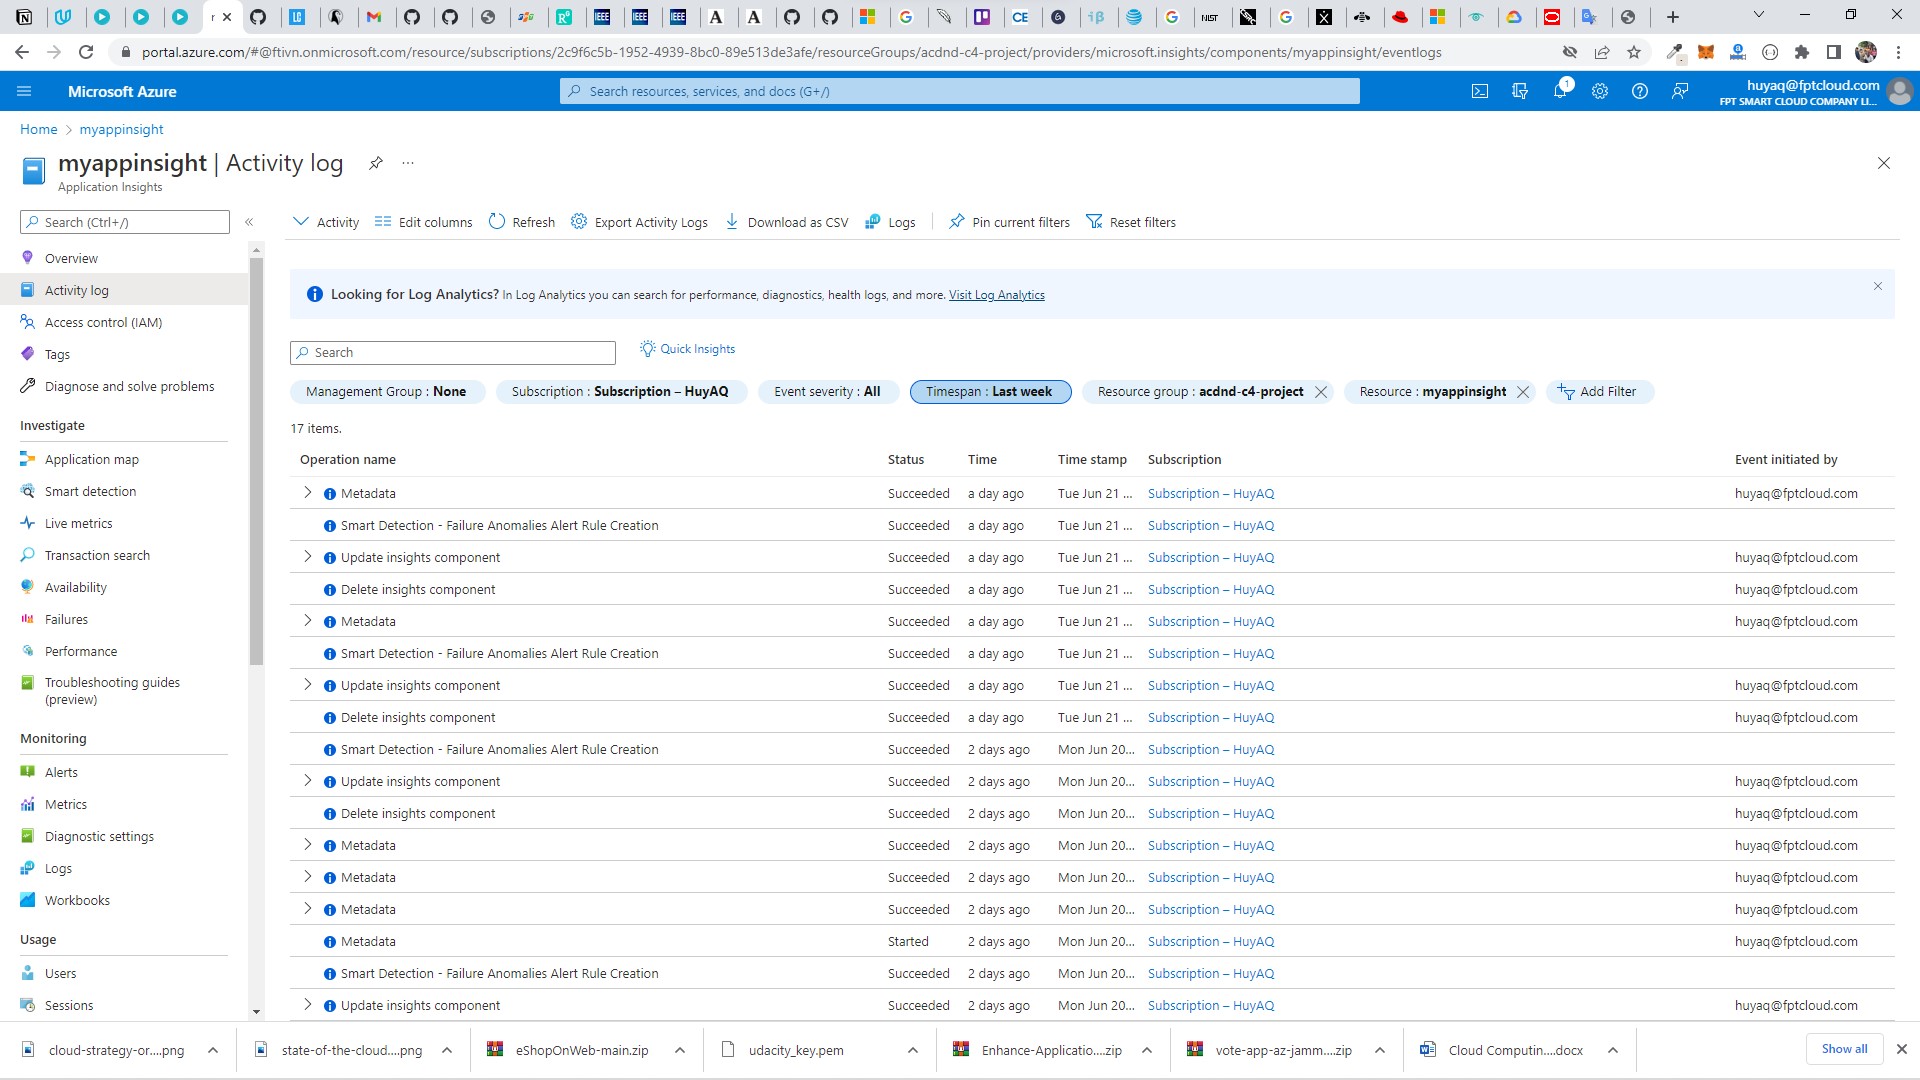 portal.azure.com/#@ftivn.onmicrosoft.com/resource/subscriptions/2c9f6c5b-1952-4939-8bc0-89e513de3afe/resourceGroups/acdnd-c4-project/providers/microsoft.insights/components/myappinsight/eventlogs
Microsoft Azure
Search resources, services, and docs (G+/)
1
huyaq@fptcloud.com
FPT SMART CLOUD COMPANY LI...
Home > myappinsight
myappinsight | Activity log
Application Insights
Search (Ctrl+/)
Activity Edit columns Refresh Export Activity Logs Download as CSV Logs Pin current filters Reset filters
Overview
Activity log
Access control (IAM)
Tags
Diagnose and solve problems
Investigate
Application map
Smart detection
Live metrics
Transaction search
Availability
Failures
Performance
Troubleshooting guides
(preview)
Monitoring
Alerts
Metrics
Diagnostic settings
Logs
Workbooks
Usage
Users
Sessions
Looking for Log Analytics? In Log Analytics you can search for performance, diagnostics, health logs, and more. Visit Log Analytics
Search
Quick Insights
Management Group : None Subscription : Subscription – HuyAQ Event severity : All Timespan : Last week Resource group : acdnd-c4-project Resource : myappinsight Add Filter
17 items.
Operation name Status Time Time stamp Subscription Event initiated by
Metadata Succeeded a day ago Tue Jun 21 ... Subscription – HuyAQ huyaq@fptcloud.com
Smart Detection - Failure Anomalies Alert Rule Creation Succeeded a day ago Tue Jun 21 ... Subscription – HuyAQ
Update insights component Succeeded a day ago Tue Jun 21 ... Subscription – HuyAQ huyaq@fptcloud.com
Delete insights component Succeeded a day ago Tue Jun 21 ... Subscription – HuyAQ huyaq@fptcloud.com
Metadata Succeeded a day ago Tue Jun 21 ... Subscription – HuyAQ huyaq@fptcloud.com
Smart Detection - Failure Anomalies Alert Rule Creation Succeeded a day ago Tue Jun 21 ... Subscription – HuyAQ
Update insights component Succeeded a day ago Tue Jun 21 ... Subscription – HuyAQ huyaq@fptcloud.com
Delete insights component Succeeded a day ago Tue Jun 21 ... Subscription – HuyAQ huyaq@fptcloud.com
Smart Detection - Failure Anomalies Alert Rule Creation Succeeded 2 days ago Mon Jun 20... Subscription – HuyAQ
Update insights component Succeeded 2 days ago Mon Jun 20... Subscription – HuyAQ huyaq@fptcloud.com
Delete insights component Succeeded 2 days ago Mon Jun 20... Subscription – HuyAQ huyaq@fptcloud.com
Metadata Succeeded 2 days ago Mon Jun 20... Subscription – HuyAQ huyaq@fptcloud.com
Metadata Succeeded 2 days ago Mon Jun 20... Subscription – HuyAQ huyaq@fptcloud.com
Metadata Succeeded 2 days ago Mon Jun 20... Subscription – HuyAQ huyaq@fptcloud.com
Metadata Started 2 days ago Mon Jun 20... Subscription – HuyAQ huyaq@fptcloud.com
Smart Detection - Failure Anomalies Alert Rule Creation Succeeded 2 days ago Mon Jun 20... Subscription – HuyAQ
Update insights component Succeeded 2 days ago Mon Jun 20... Subscription – HuyAQ huyaq@fptcloud.com
cloud-strategy-or....png state-of-the-cloud....png eShopOnWeb-main.zip udacity_key.pem Enhance-Applicatio....zip vote-app-az-jamm....zip Cloud Computin....docx Show all